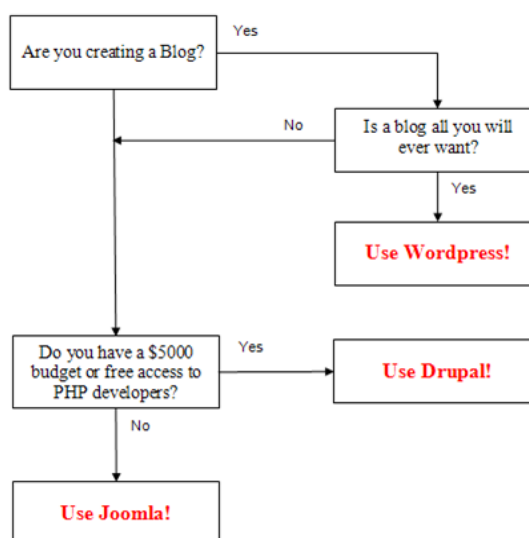 Yes
Are you creating a Blog?
No
Is a blog all you will
ever want?
Yes
Use Wordpress!
Do you have a $5000
budget or free access to
PHP developers?
Yes
Use Drupal!
No
Use Joomla!